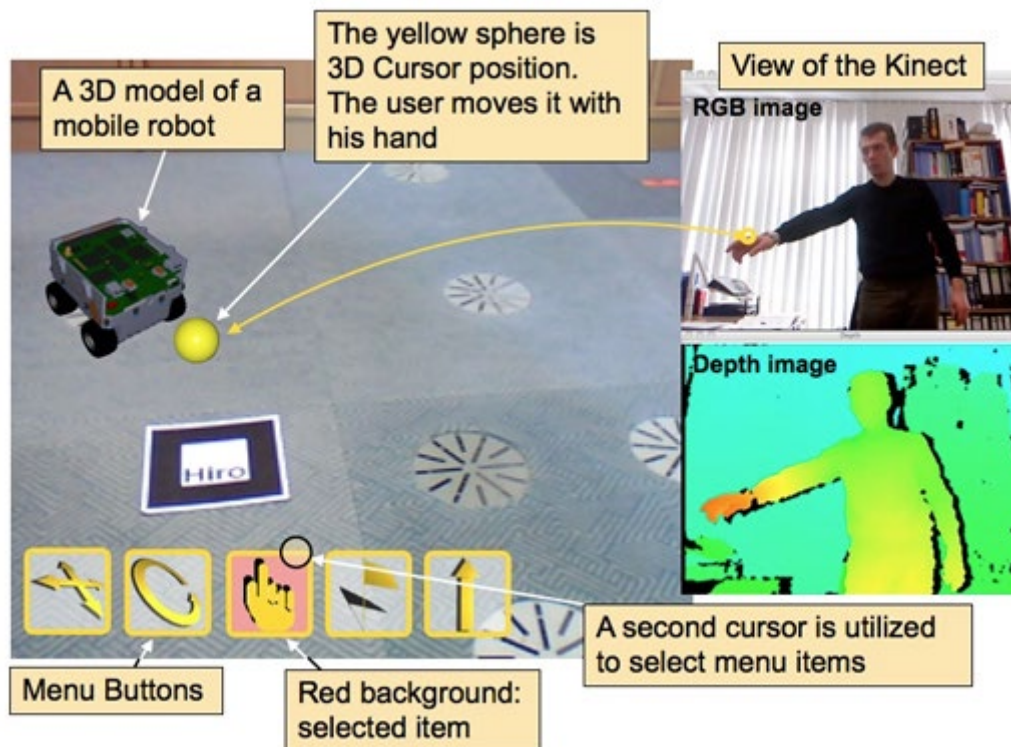 The yellow sphere is
3D Cursor position.
The user moves it with
his hand
A 3D model of a
mobile robot
View of the Kinect
RGB image
Depth image
Hiro
A second cursor is utilized
to select menu items
Menu Buttons
Red background:
selected item